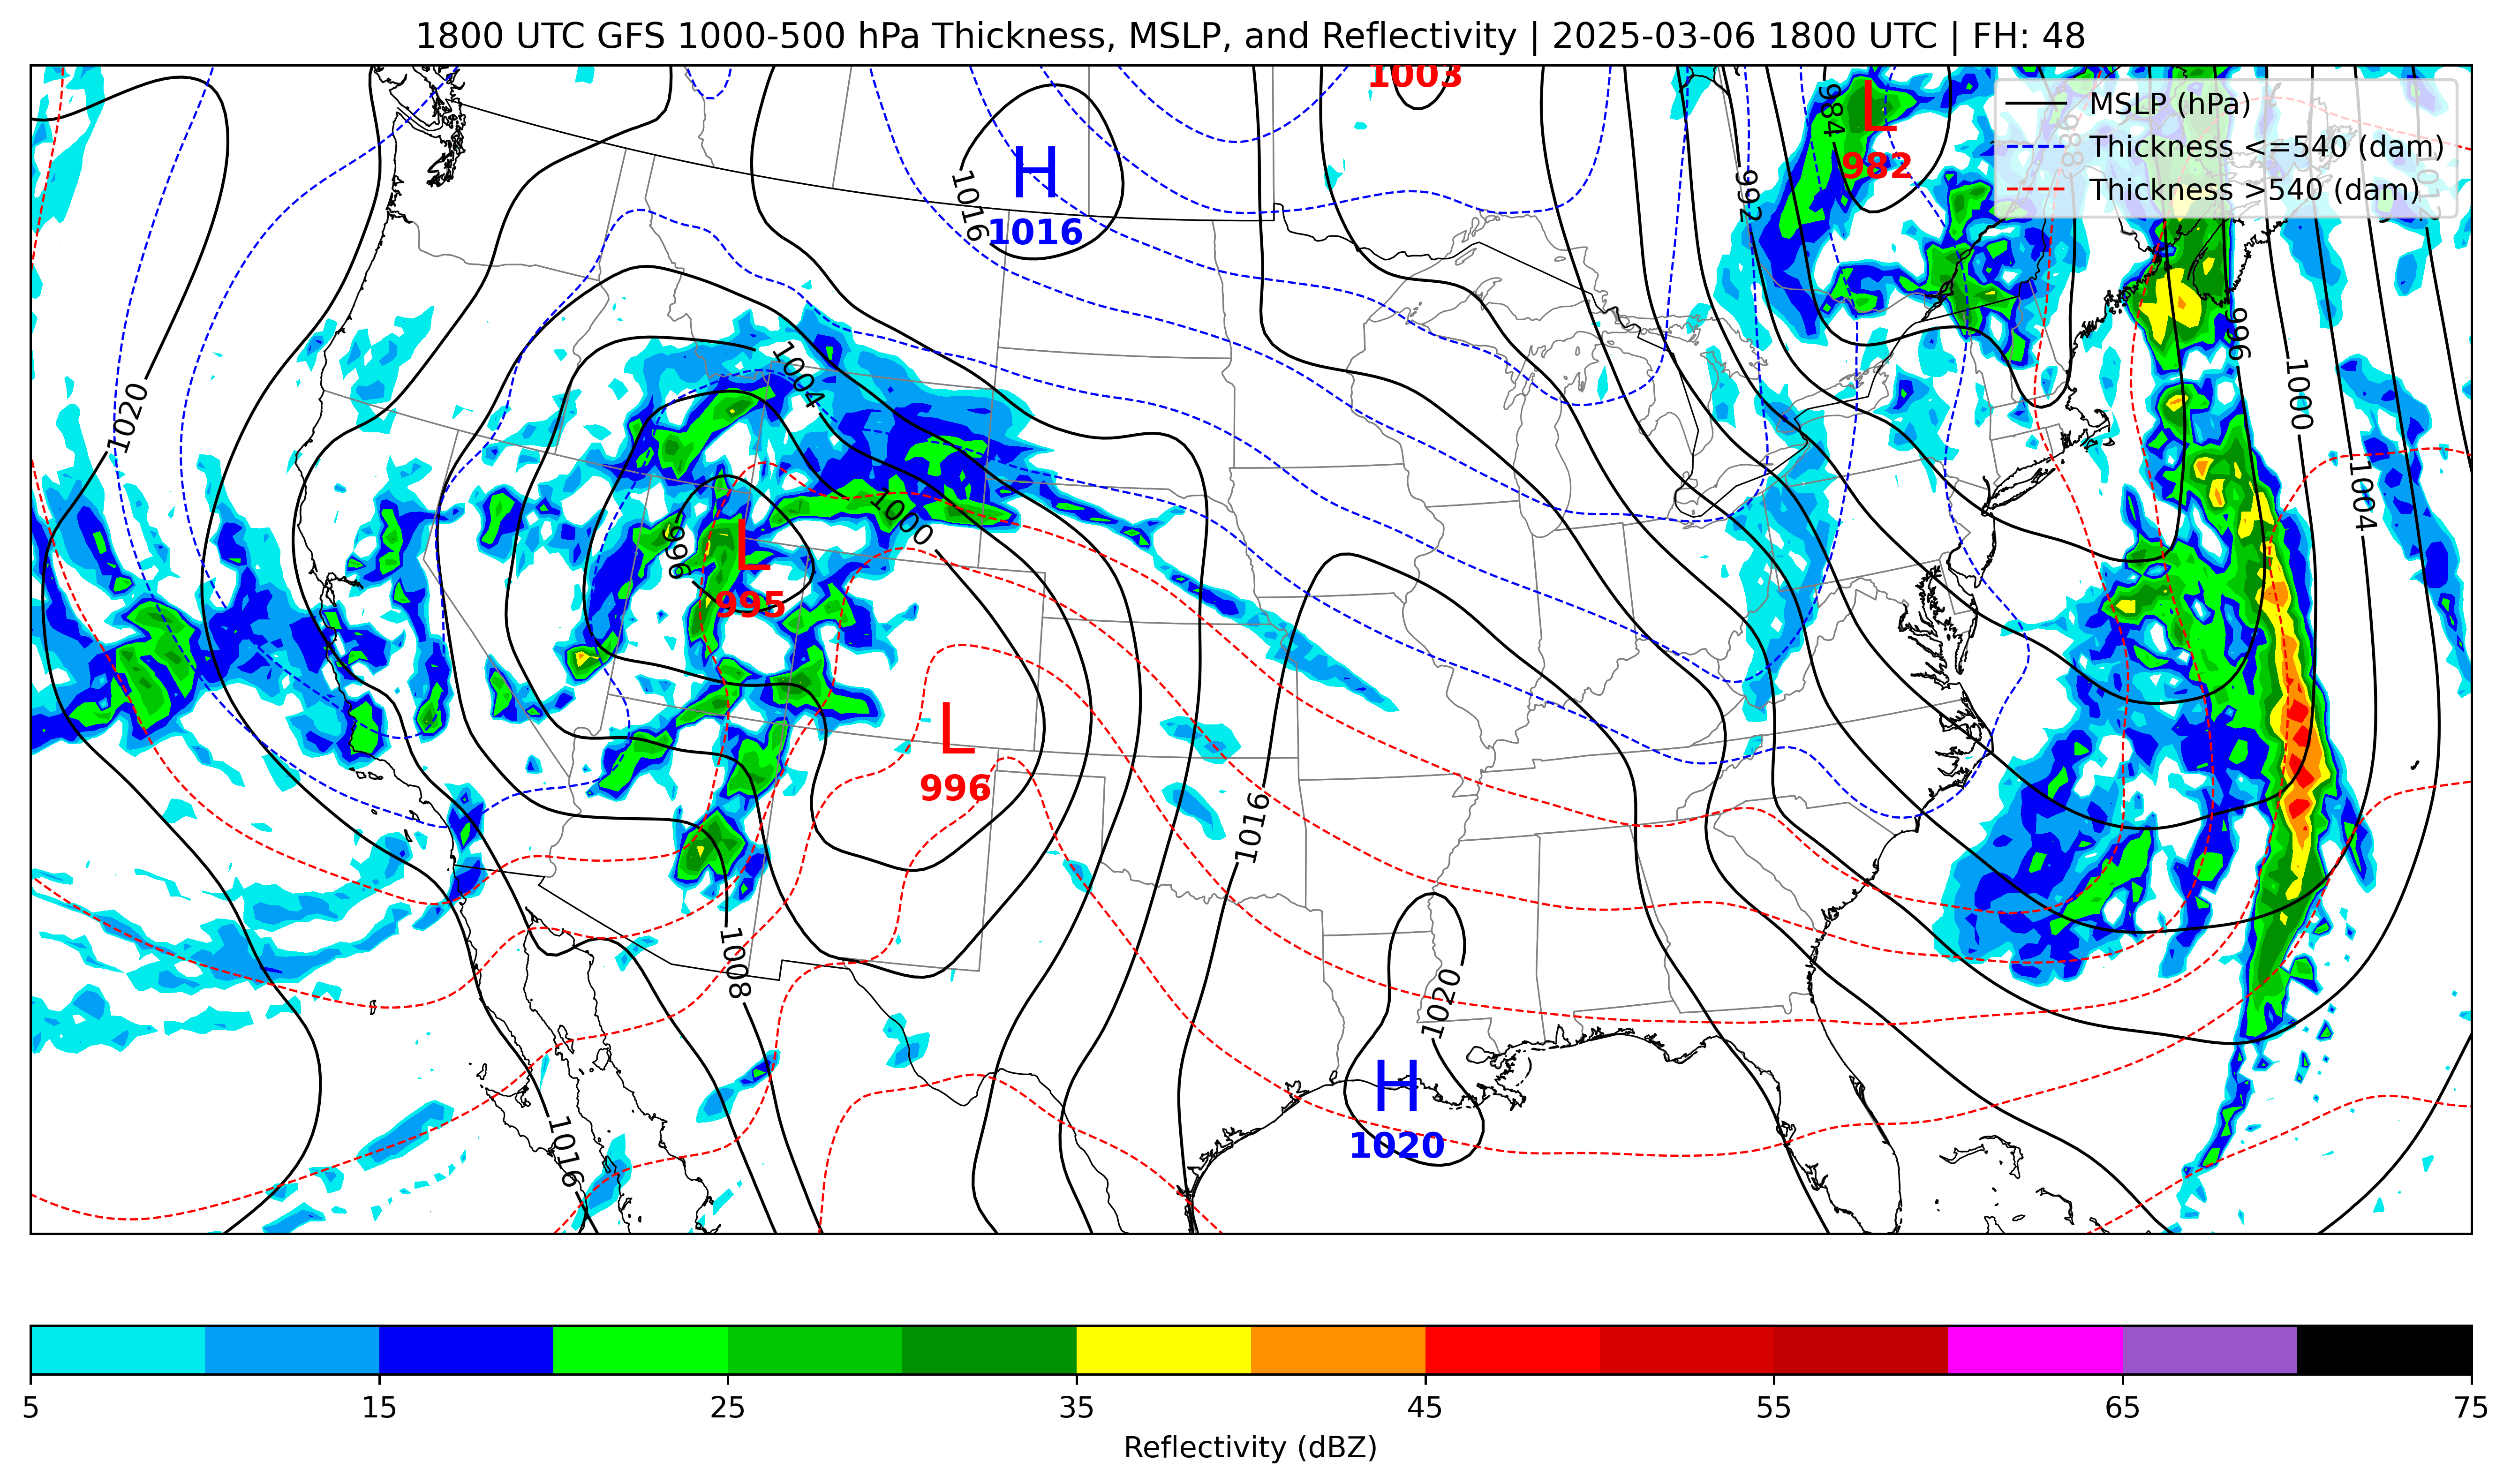 1800 UTC GFS 1000-500 hPa Thickness, MSLP, and Reflectivity | 2025-03-06 1800 UTC | FH: 48
1003
L
982
984
988
MSLP (hPa)
Thickness <=540 (dam)
Thickness >540 (dam)
H
1016
1016
992
996
1000
1004
1020
1004
1000
996
L
995
L
996
1016
1008
1020
H
1020
1016
5
15
25
35
45
55
65
75
Reflectivity (dBZ)